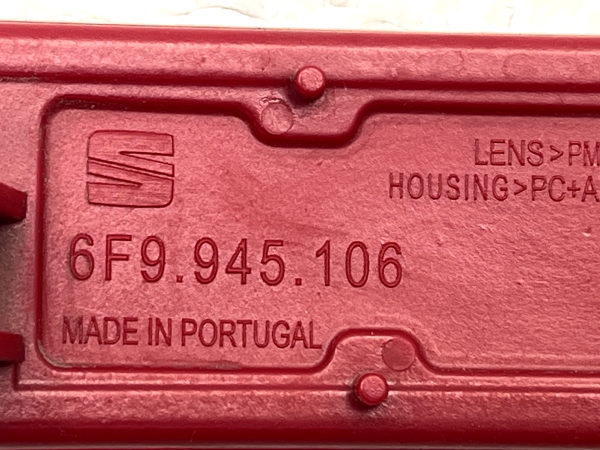 LENS>PM
HOUSING>PC+A
6F9.945.106
MADE IN PORTUGAL